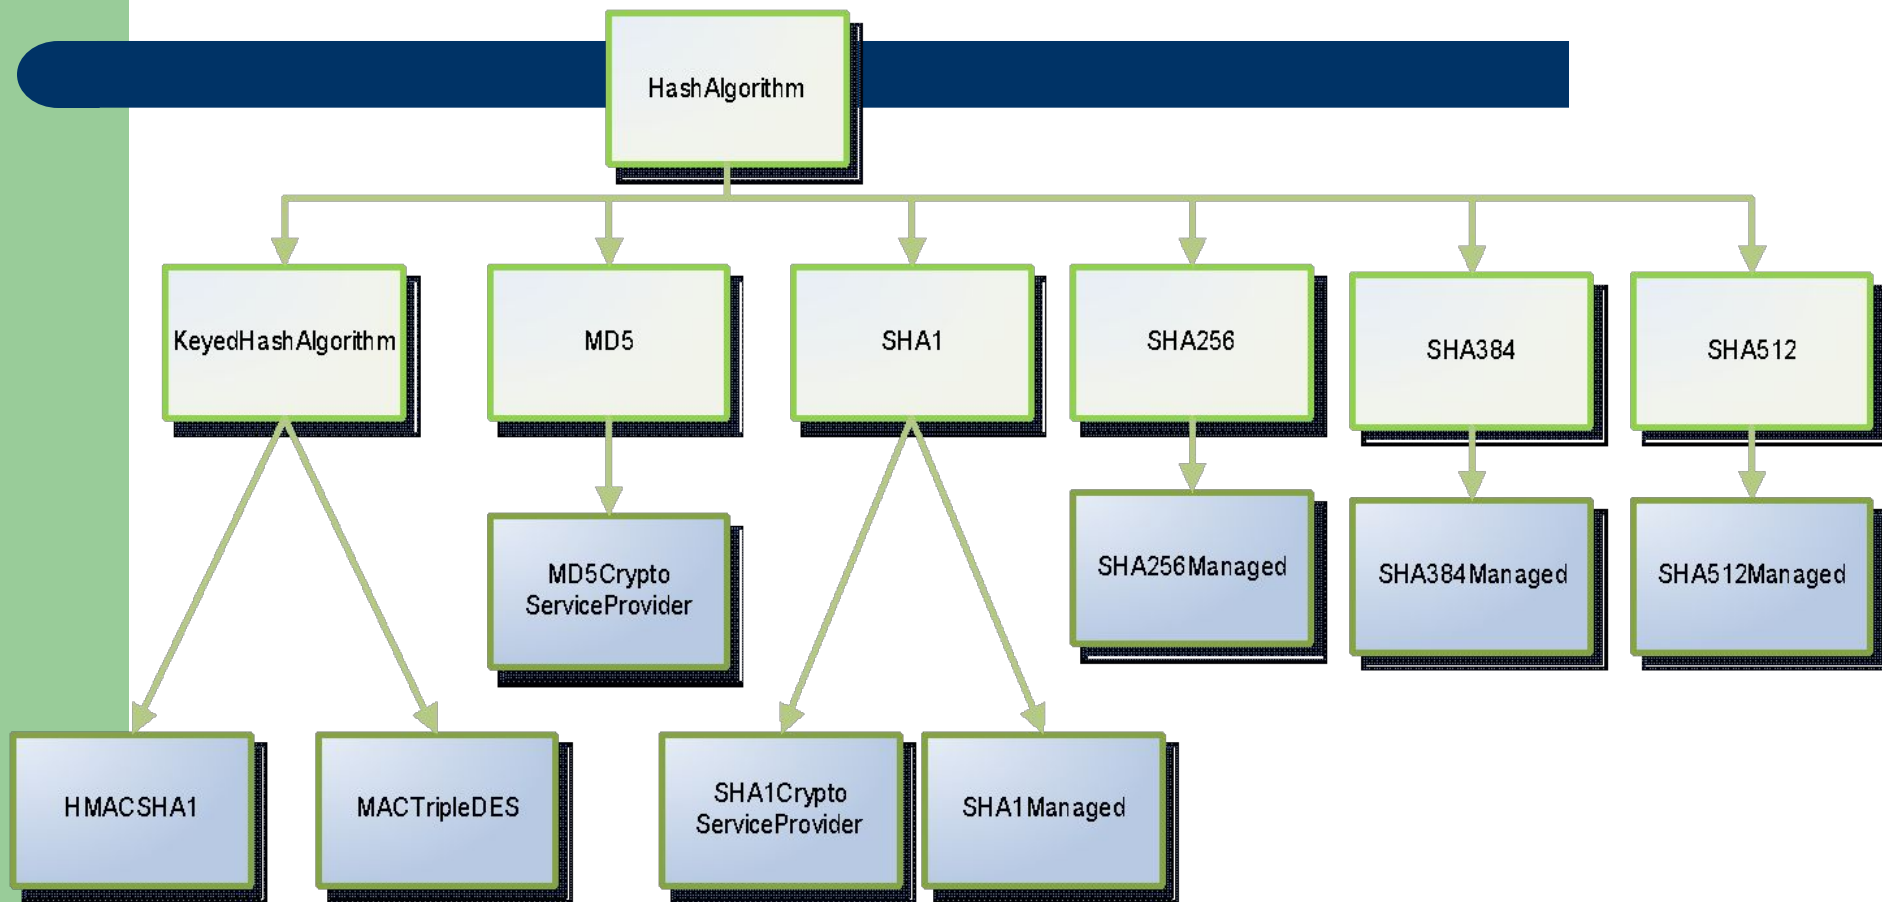 HashAlgorithm
KeyedHashAlgorithm
MD5
SHA1
SHA256
SHA384
SHA512
MD5Crypto
ServiceProvider
SHA256Managed
SHA384Managed
SHA512Managed
HMACSHA1
MACTripleDES
SHA1Crypto
ServiceProvider
SHA1Managed